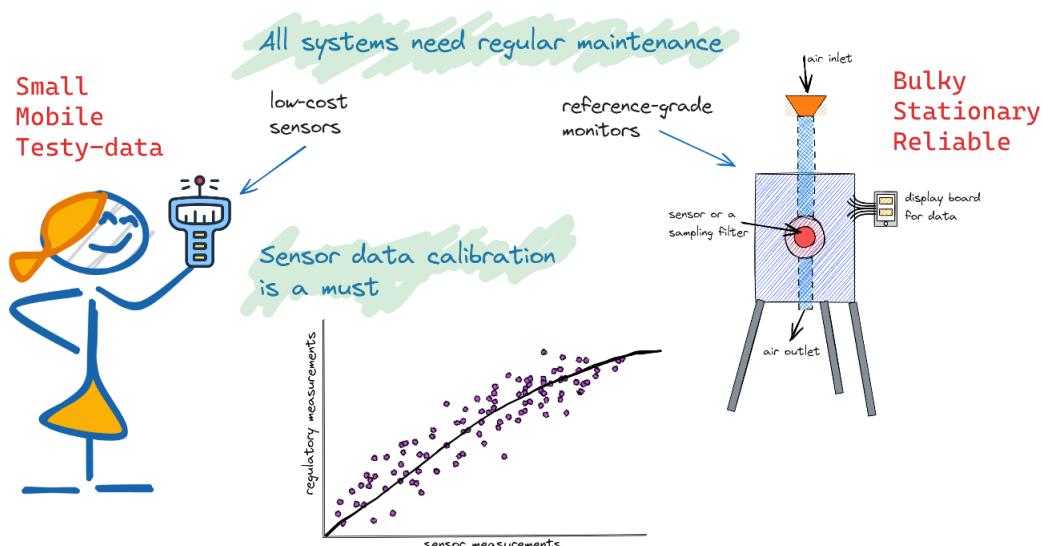 All systems need regular maintenance
Small
Mobile
Testy-data
low-cost
sensors
reference-grade
monitors
air inlet
Bulky
Stationary
Reliable
sensor or a
sampling filter
display board
for data
air outlet
Sensor data calibration
is a must
regulatory measurements
sensor measurements